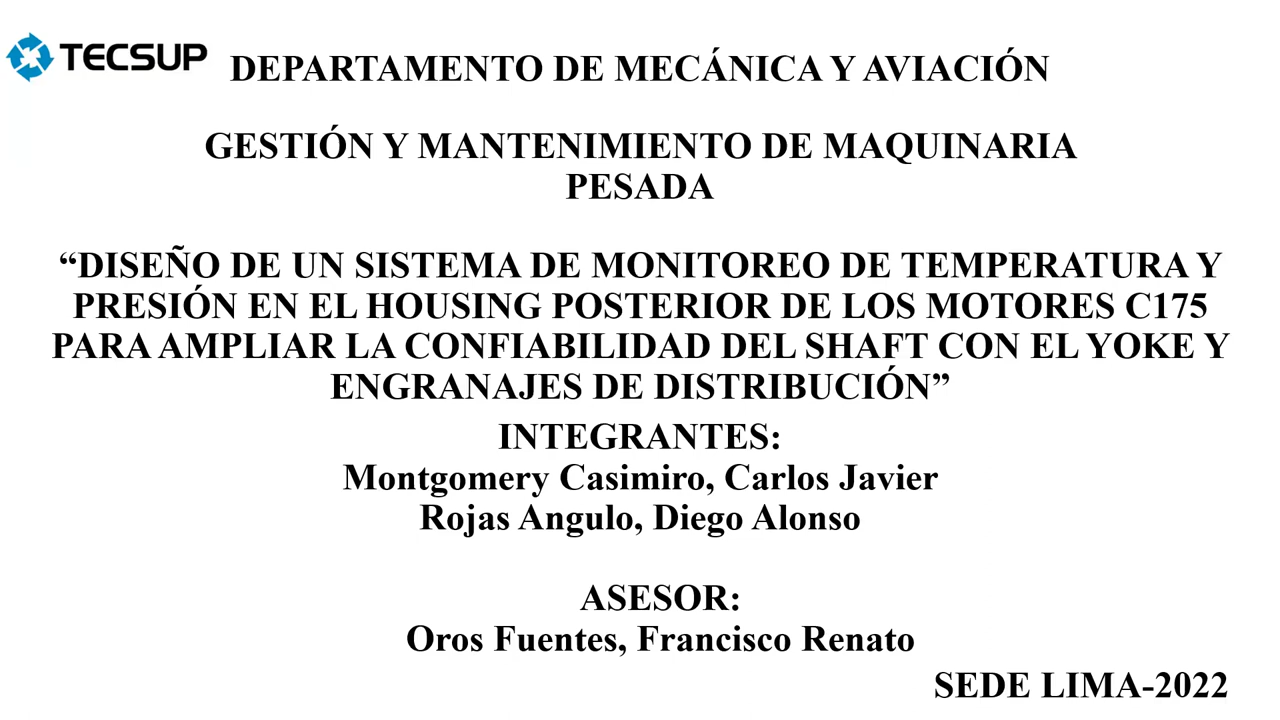 TECSUP
DEPARTAMENTO DE MECÁNICA Y AVIACIÓN
GESTIÓN Y MANTENIMIENTO DE MAQUINARIA
PESADA
“DISEÑO DE UN SISTEMA DE MONITOREO DE TEMPERATURA Y
PRESIÓN EN EL HOUSING POSTERIOR DE LOS MOTORES C175
PARA AMPLIAR LA CONFIABILIDAD DEL SHAFT CON EL YOKE Y
ENGRANAJES DE DISTRIBUCIÓN”
INTEGRANTES:
Montgomery Casimiro, Carlos Javier
Rojas Angulo, Diego Alonso
ASESOR:
Oros Fuentes, Francisco Renato
SEDE LIMA-2022